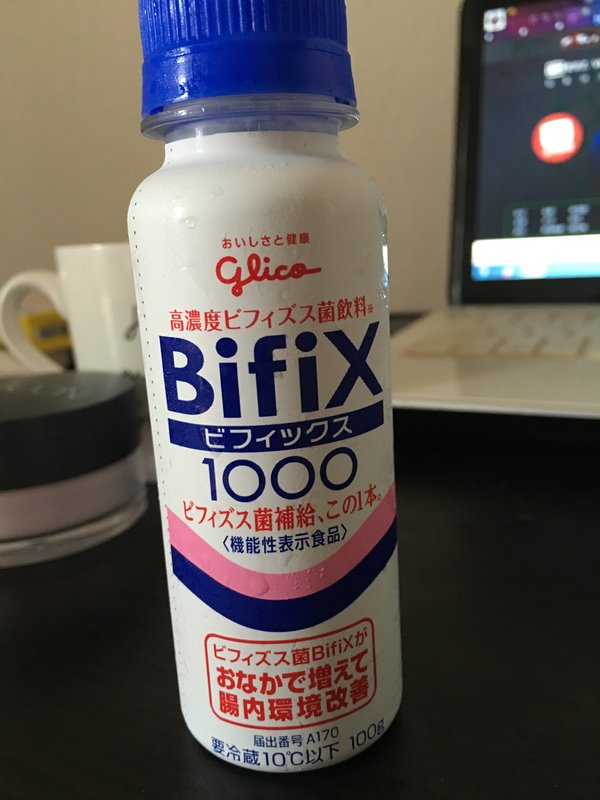 おいしさと健康
glico
高濃度ビフィズス菌飲料※
BifiX
ビフィックス
1000
ビフィズス菌補給、この1本。
〈機能性表示食品〉
ビフィズス菌BifiXが
おなかで増えて
腸内環境改善
届出番号 A170
要冷蔵10℃以下 100g